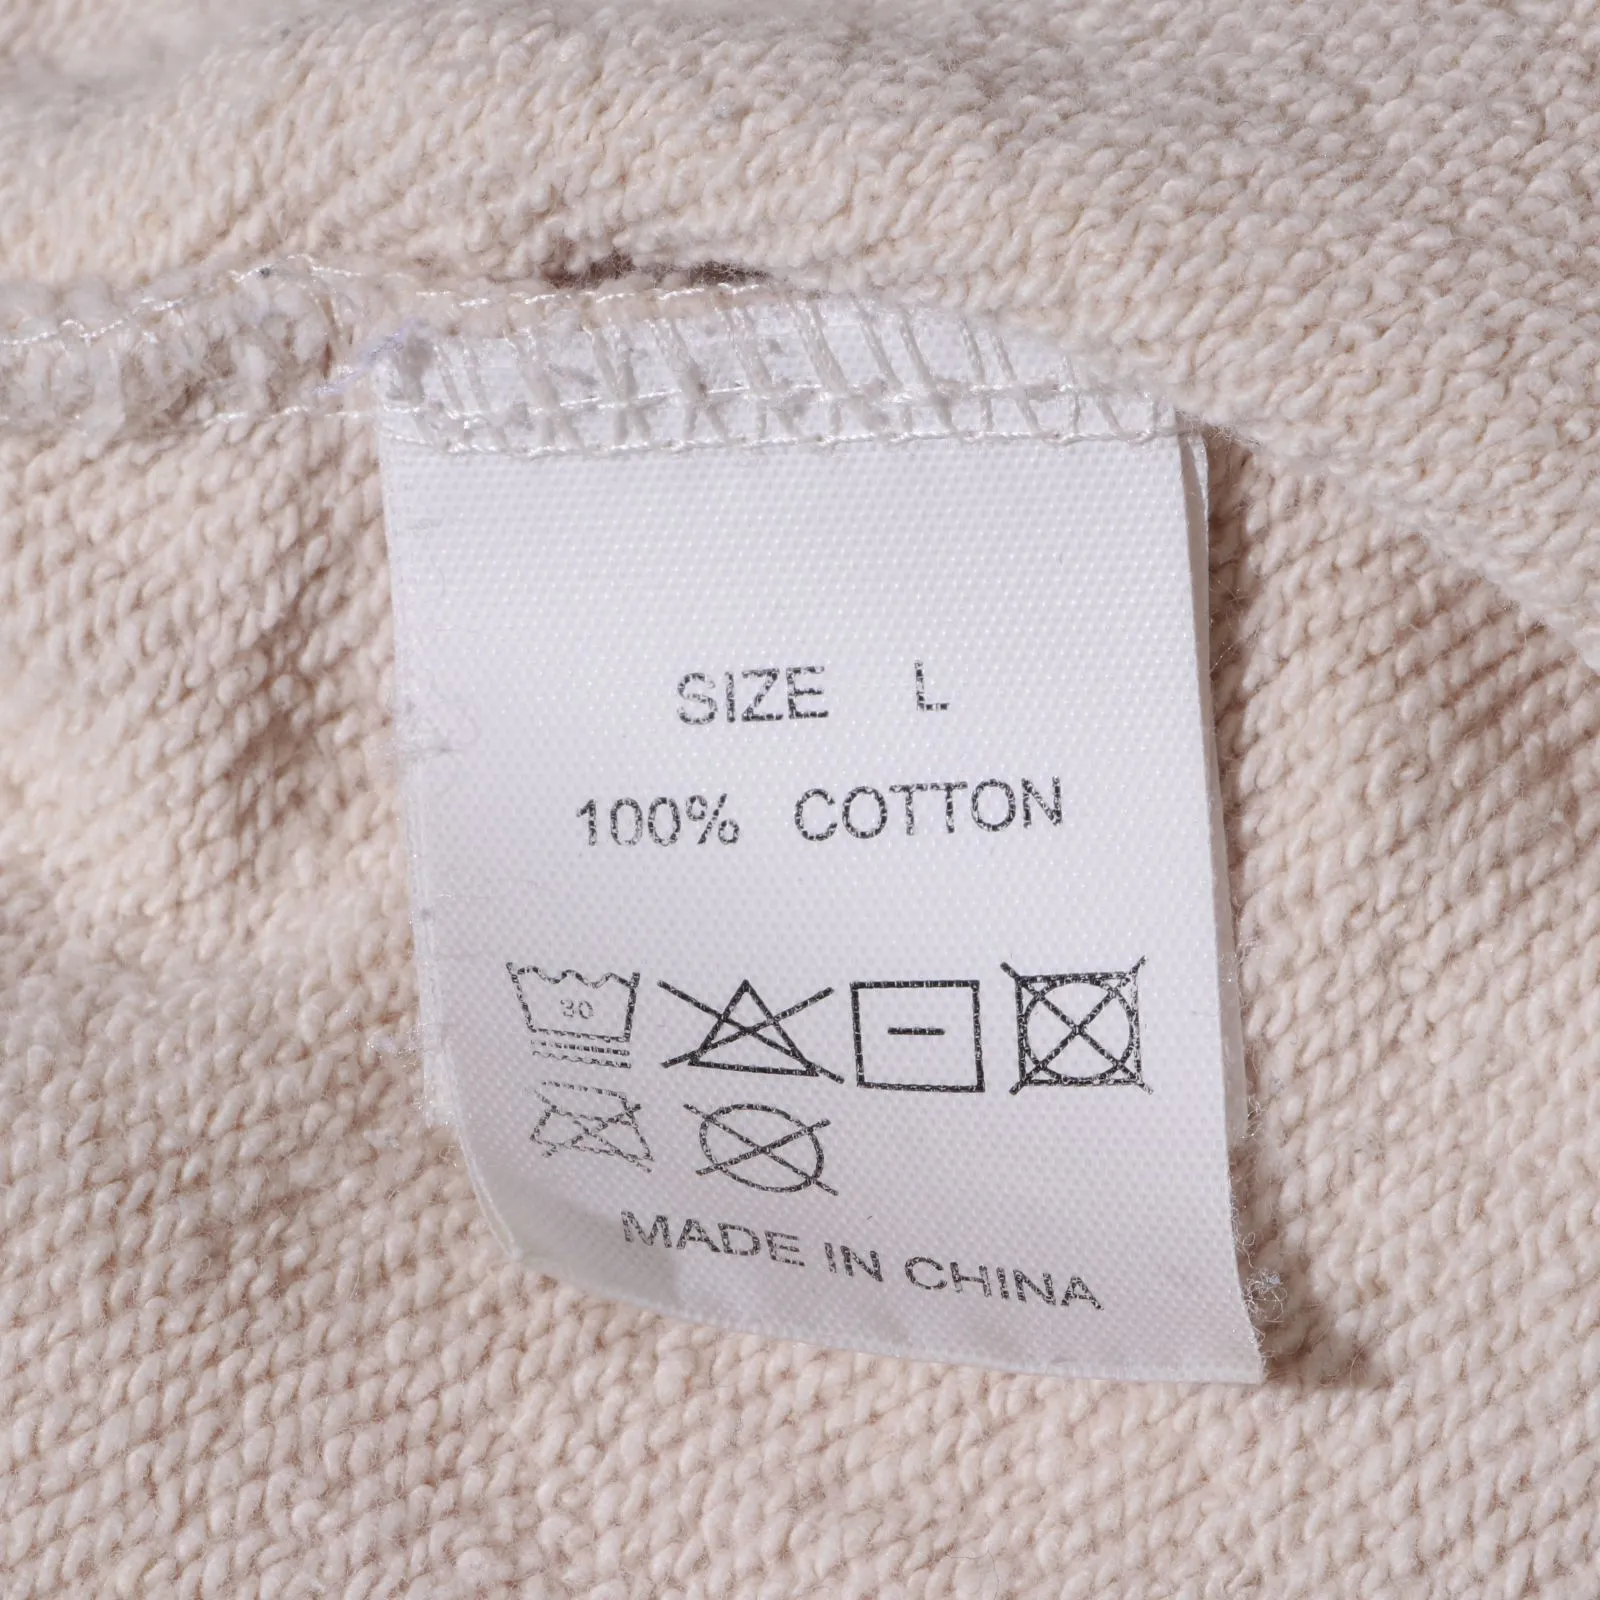 SIZE L
100% COTTON
30
MADE IN CHINA